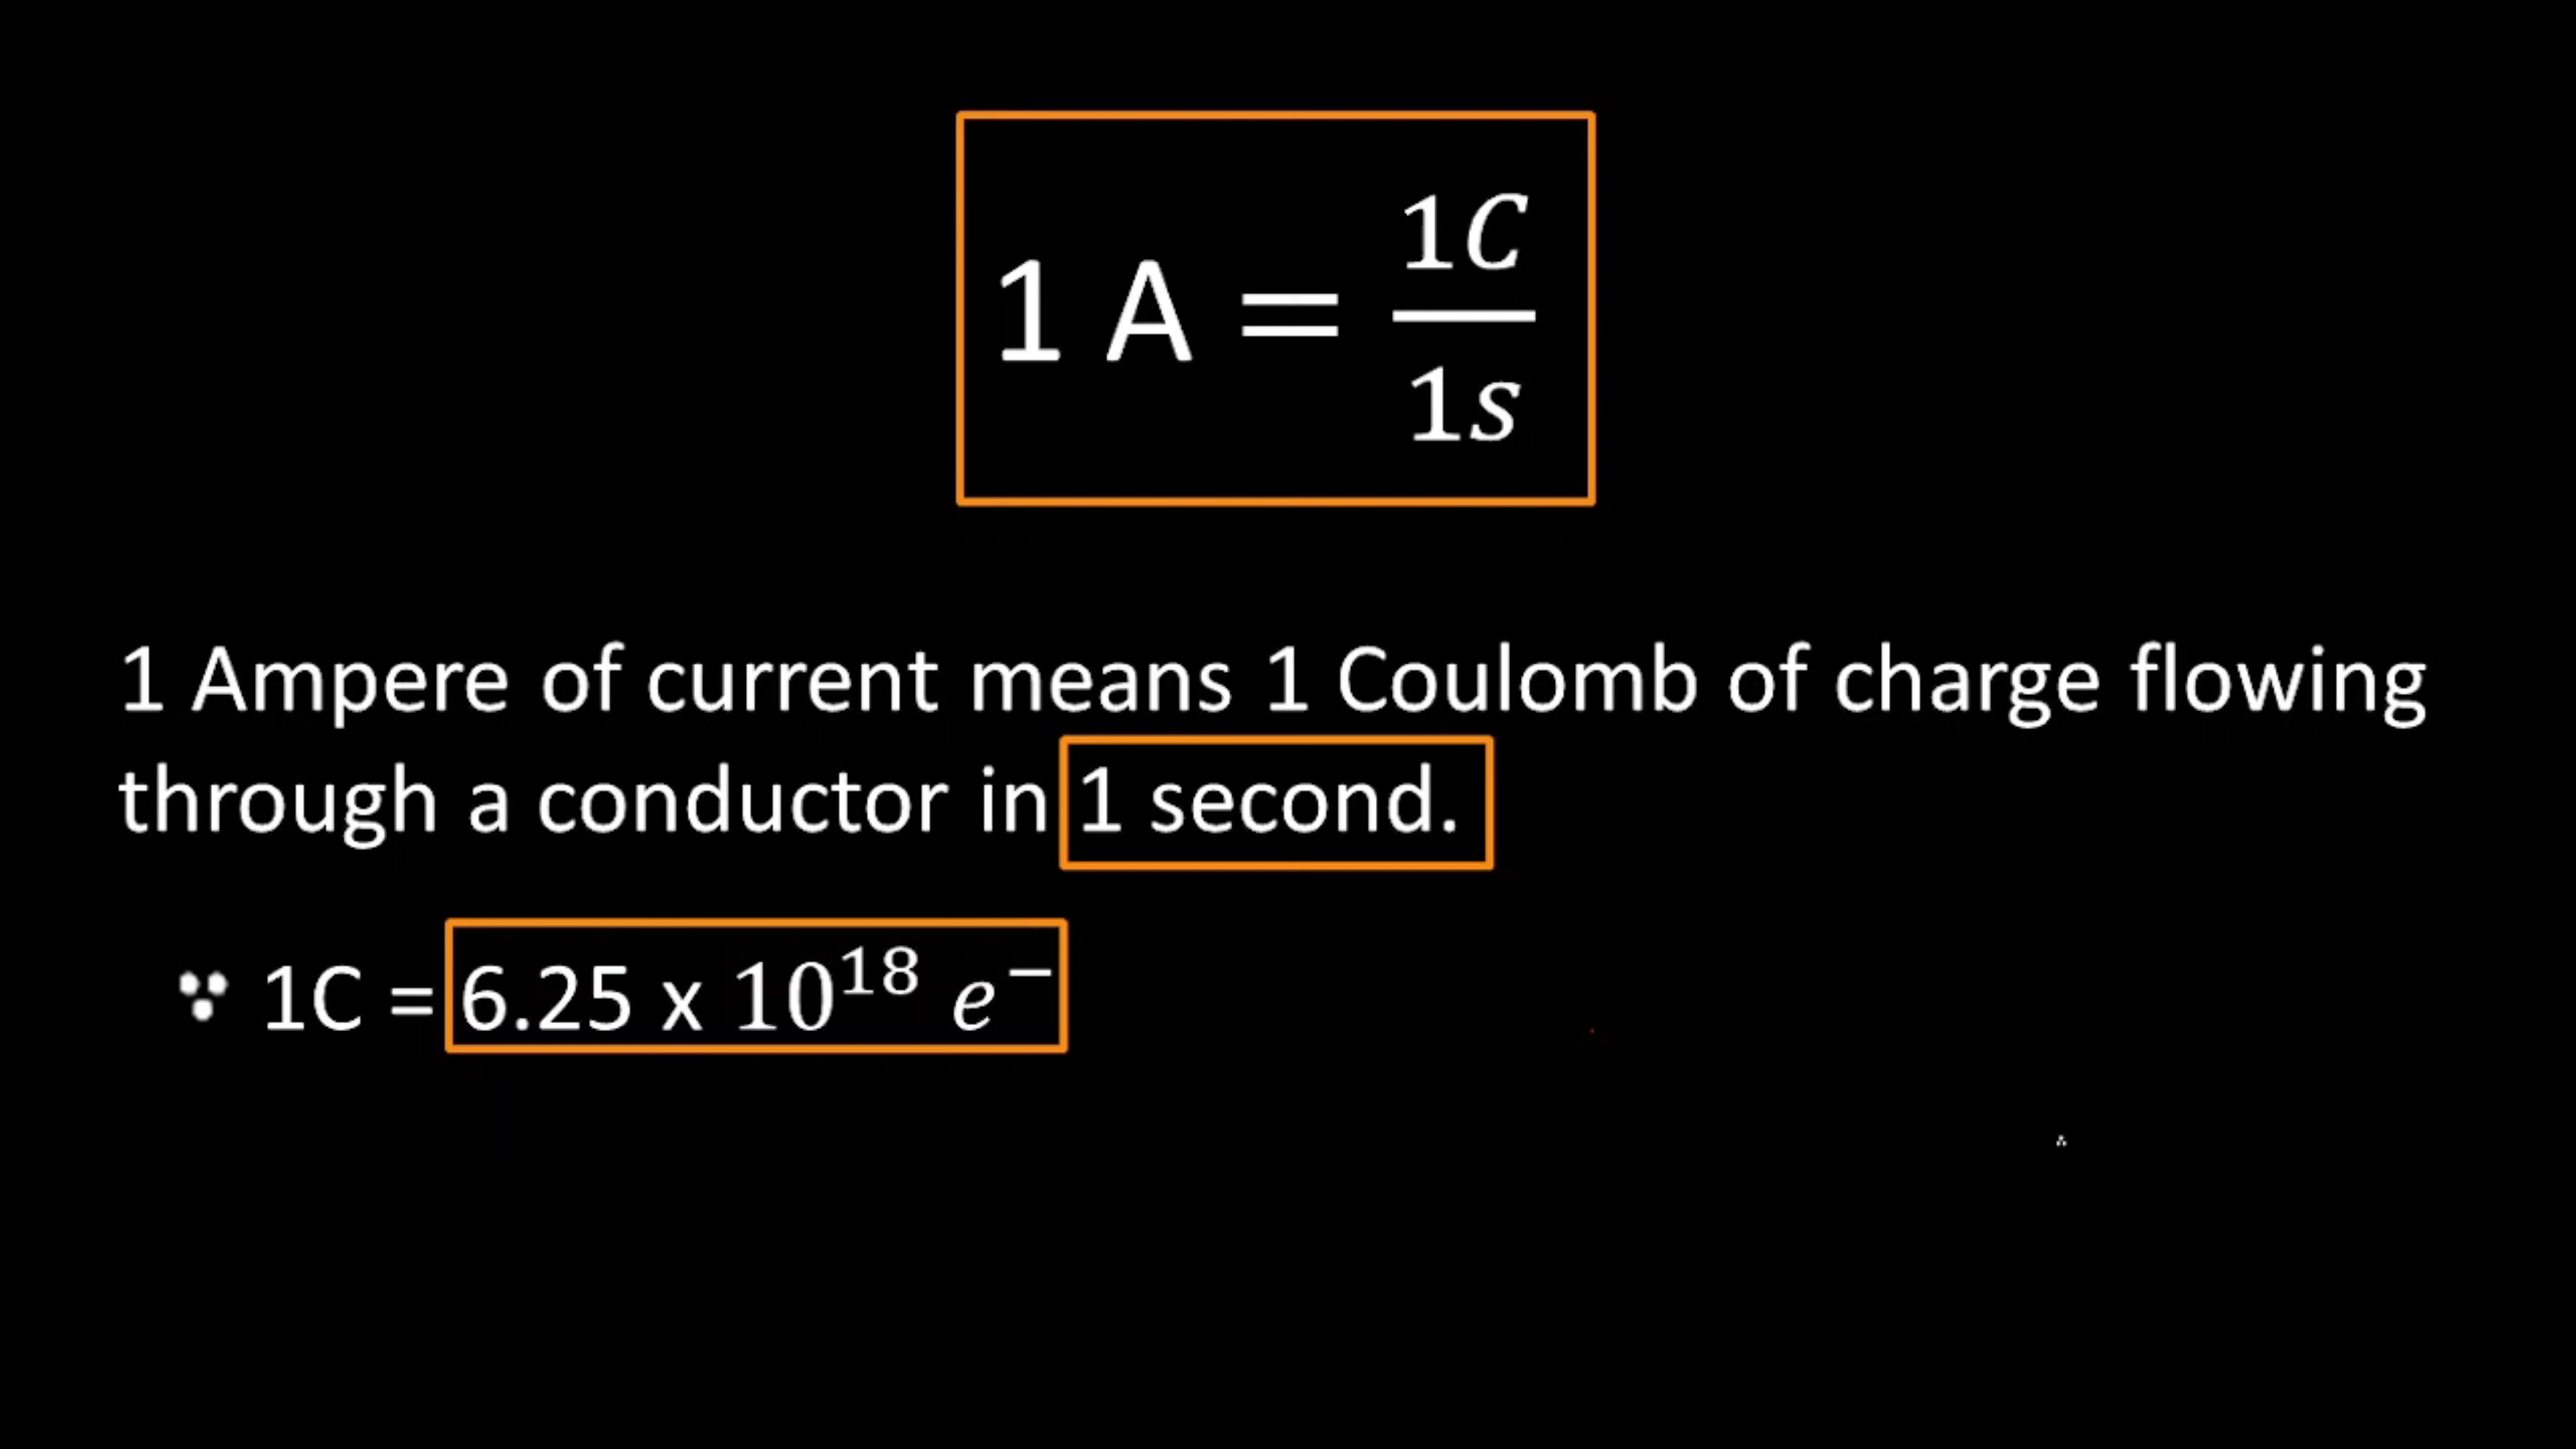 1 A = \frac{1C}{1s}
1 Ampere of current means 1 Coulomb of charge flowing
through a conductor in 1 second.
∵ 1C = 6.25 x 10^{18} e^{−}